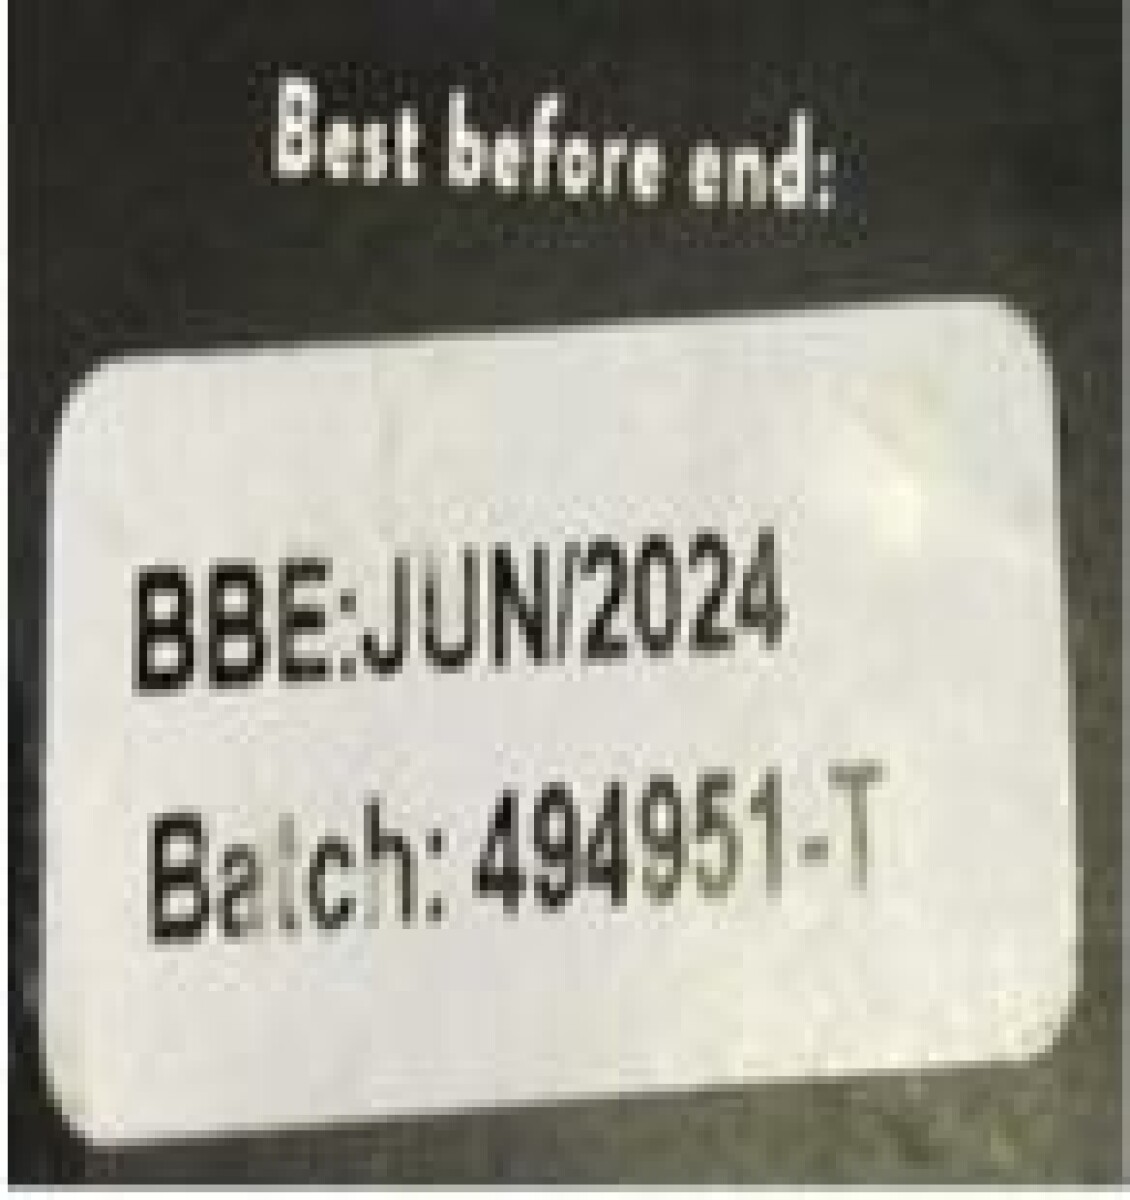 Best before end:
BBE:JUN/2024
Batch: 494951-T